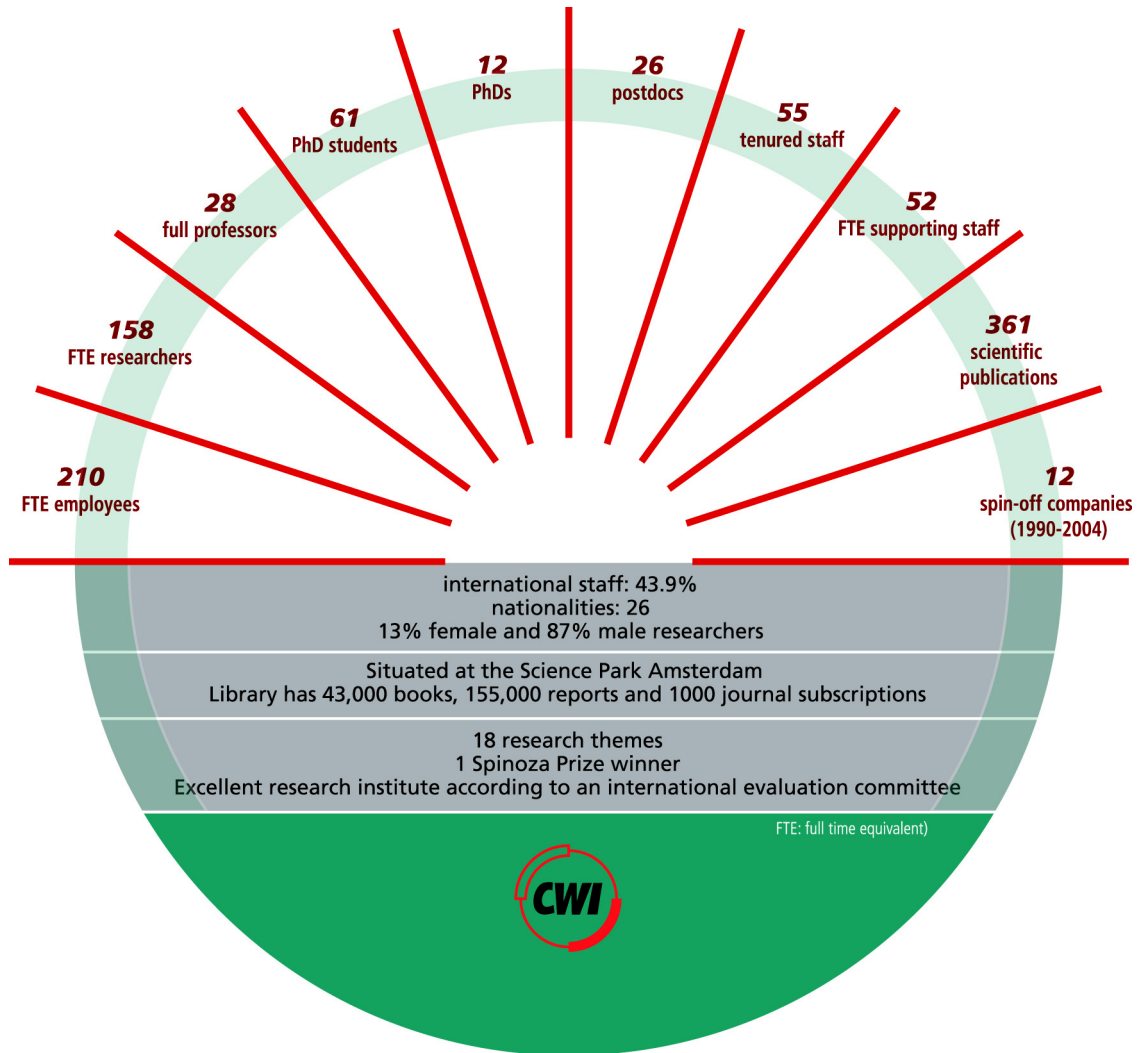 210
FTE employees
158
FTE researchers
28
full professors
61
PhD students
12
PhDs
26
postdocs
55
tenured staff
52
FTE supporting staff
361
scientific
publications
12
spin-off companies
(1990-2004)
international staff: 43.9%
nationalities: 26
13% female and 87% male researchers
Situated at the Science Park Amsterdam
Library has 43,000 books, 155,000 reports and 1000 journal subscriptions
18 research themes
1 Spinoza Prize winner
Excellent research institute according to an international evaluation committee
FTE: full time equivalent)
CWI